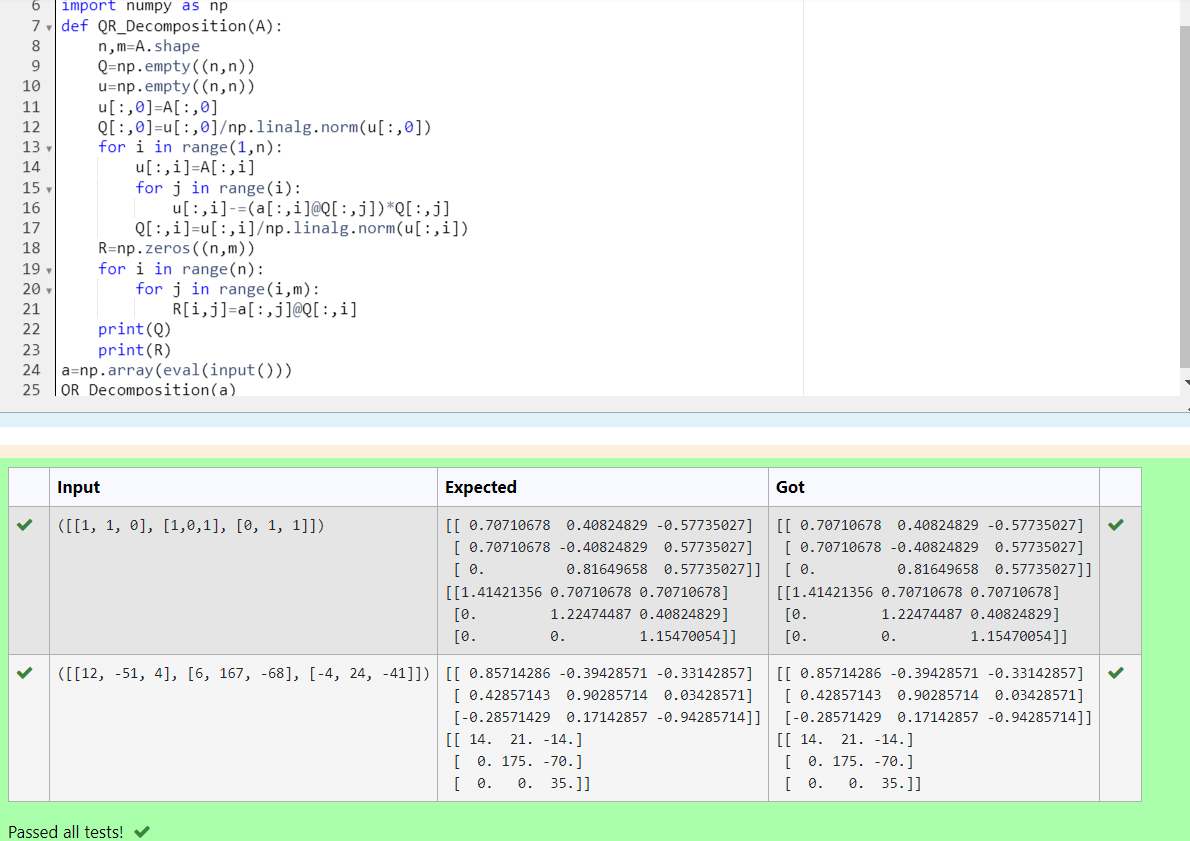 6 import numpy as np
7 def QR_Decomposition(A):
8     n,m=A.shape
9     Q=np.empty((n,n))
10     u=np.empty((n,n))
11     u[:,0]=A[:,0]
12     Q[:,0]=u[:,0]/np.linalg.norm(u[:,0])
13     for i in range(1,n):
14         u[:,i]=A[:,i]
15         for j in range(i):
16             u[:,i]-=(a[:,i]@Q[:,j])*Q[:,j]
17         Q[:,i]=u[:,i]/np.linalg.norm(u[:,i])
18     R=np.zeros((n,m))
19     for i in range(n):
20         for j in range(i,m):
21             R[i,j]=a[:,j]@Q[:,i]
22     print(Q)
23     print(R)
24 a=np.array(eval(input()))
25 QR_Decomposition(a)
Input Expected Got
([[1, 1, 0], [1,0,1], [0, 1, 1]]) [[ 0.70710678  0.40824829 -0.57735027] [[ 0.70710678  0.40824829 -0.57735027]
[ 0.70710678 -0.40824829  0.57735027] [ 0.70710678 -0.40824829  0.57735027]
[ 0.          0.81649658  0.57735027]] [ 0.          0.81649658  0.57735027]]
[[1.41421356 0.70710678 0.70710678] [[1.41421356 0.70710678 0.70710678]
[0.         1.22474487 0.40824829] [0.         1.22474487 0.40824829]
[0.         0.         1.15470054]] [0.         0.         1.15470054]]
([[12, -51, 4], [6, 167, -68], [-4, 24, -41]]) [[ 0.85714286 -0.39428571 -0.33142857] [[ 0.85714286 -0.39428571 -0.33142857]
[ 0.42857143  0.90285714  0.03428571] [ 0.42857143  0.90285714  0.03428571]
[-0.28571429  0.17142857 -0.94285714]] [-0.28571429  0.17142857 -0.94285714]]
[[ 14.  21. -14.] [[ 14.  21. -14.]
[  0. 175. -70.] [  0. 175. -70.]
[  0.   0.  35.]] [  0.   0.  35.]]
Passed all tests!